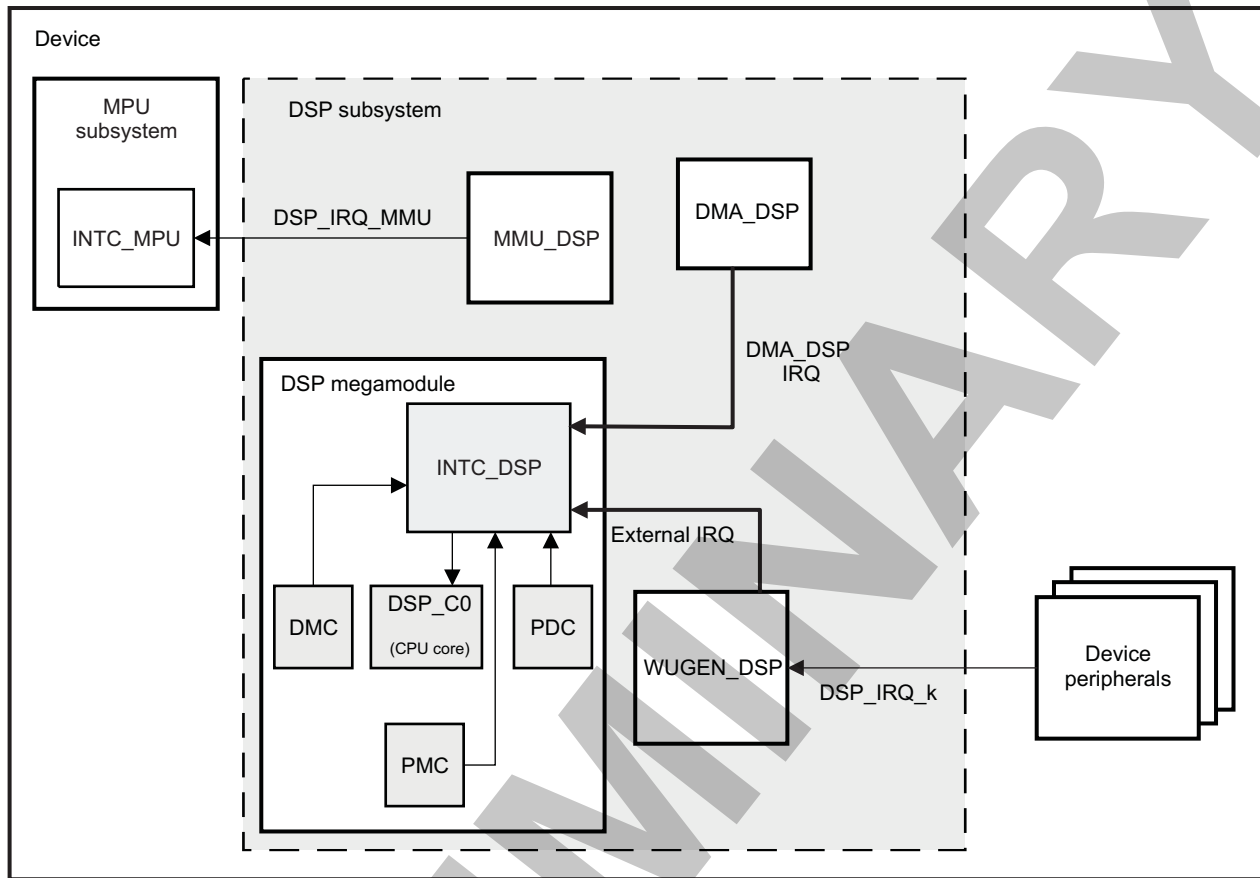 Device
MPU
subsystem
INTC_MPU
DSP subsystem
DSP_IRQ_MMU
MMU_DSP
DMA_DSP
DMA_DSP
IRQ
DSP megamodule
INTC_DSP
External IRQ
DMC
DSP_C0
(CPU core)
PDC
WUGEN_DSP
DSP_IRQ_k
Device
peripherals
PMC